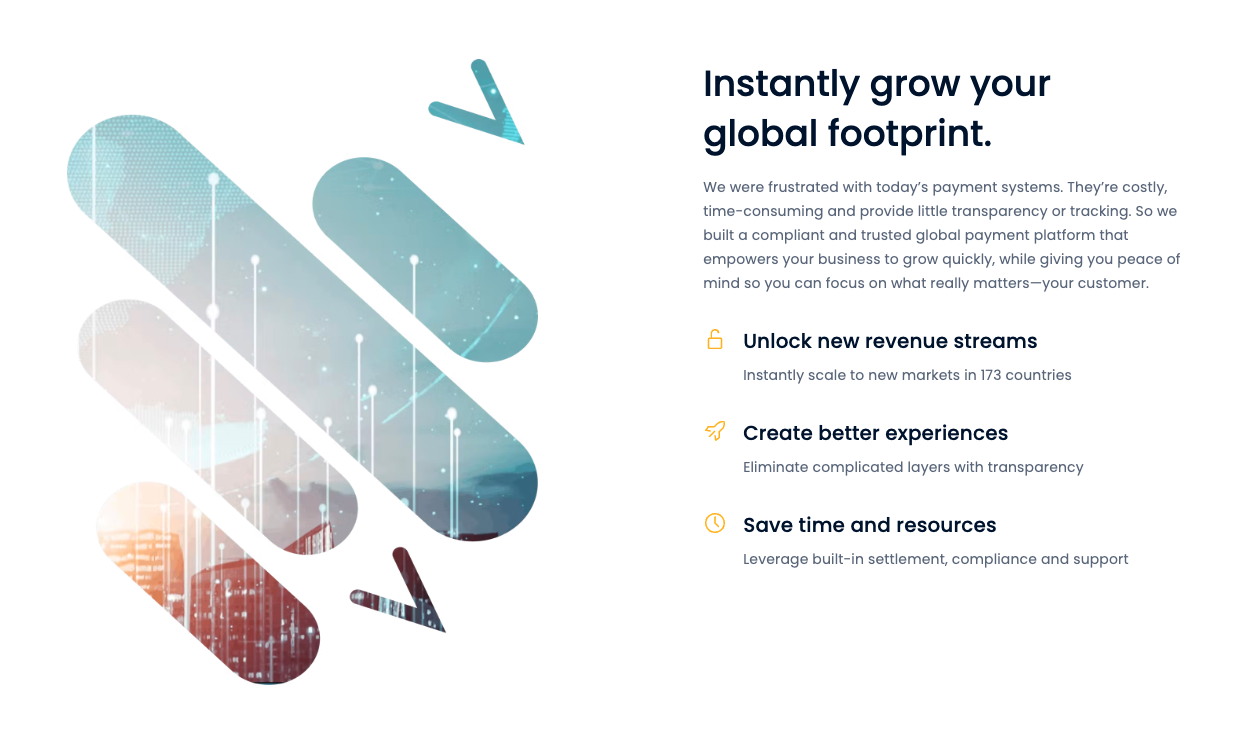 Instantly grow your
global footprint.
We were frustrated with today’s payment systems. They’re costly,
time-consuming and provide little transparency or tracking. So we
built a compliant and trusted global payment platform that
empowers your business to grow quickly, while giving you peace of
mind so you can focus on what really matters—your customer.
Unlock new revenue streams
Instantly scale to new markets in 173 countries
Create better experiences
Eliminate complicated layers with transparency
Save time and resources
Leverage built-in settlement, compliance and support